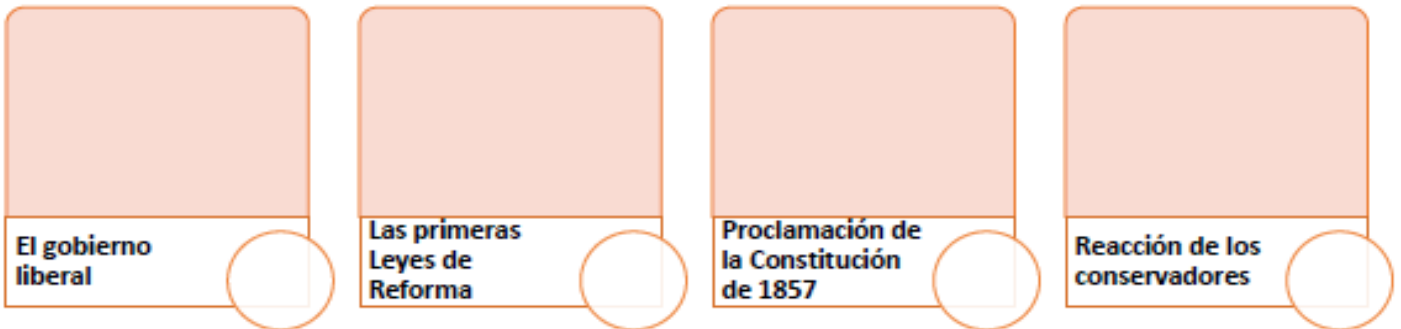 El gobierno
liberal
Las primeras
Leyes de
Reforma
Proclamación de
la Constitución
de 1857
Reacción de los
conservadores